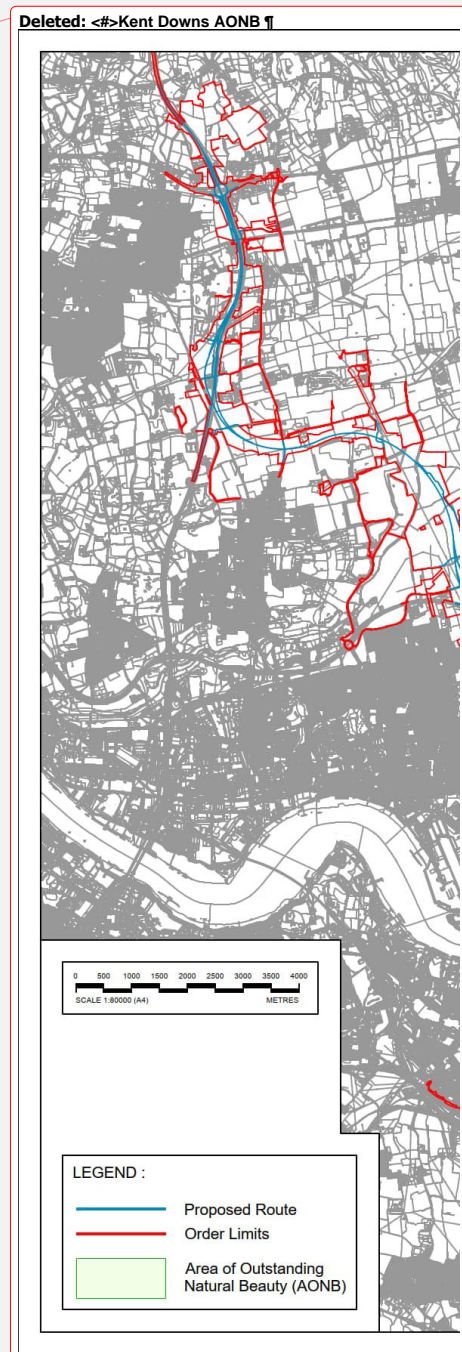 Deleted: <#>Kent Downs AONB ¶
0 500 1000 1500 2000 2500 3000 3500 4000
SCALE 1:80000 (A4) METRES
LEGEND :
Proposed Route
Order Limits
Area of Outstanding
Natural Beauty (AONB)